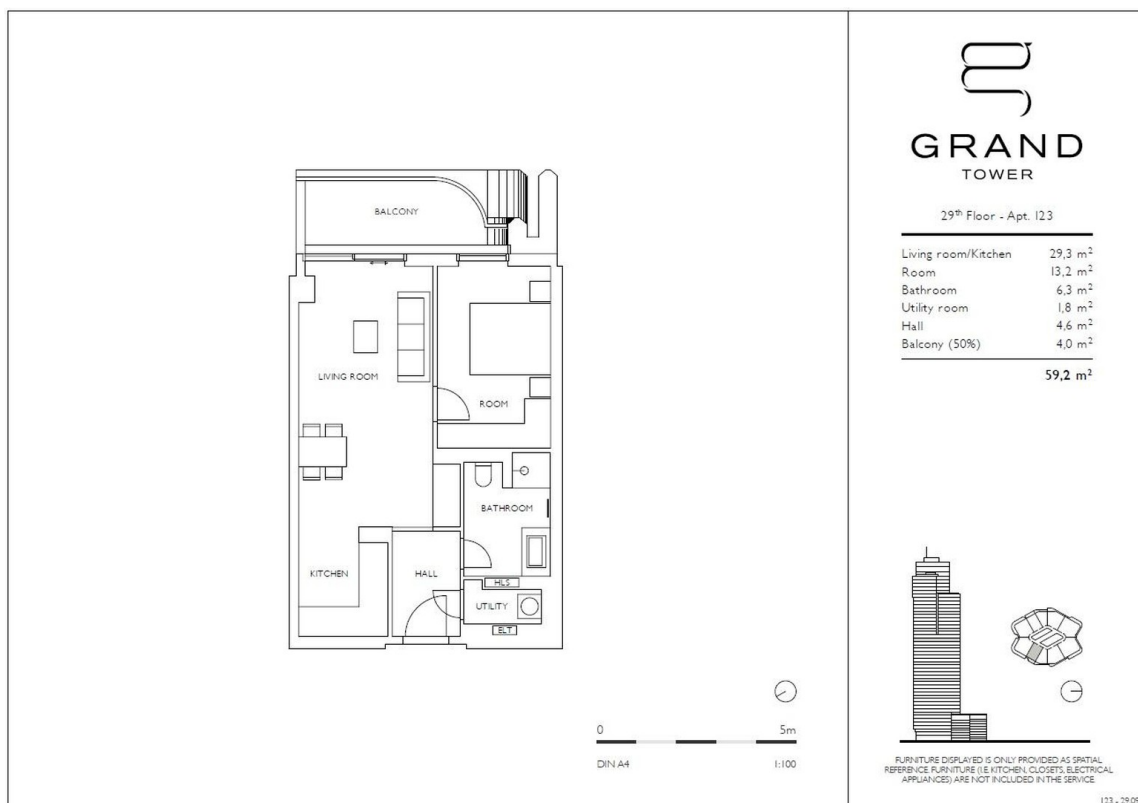 BALCONY
LIVING ROOM
ROOM
BATHROOM
KITCHEN
HALL
HLS
UTILITY
ELT
0 5m
DIN A4 1:100
GRAND
TOWER
29th Floor - Apt. 123
Living room/Kitchen 29,3 m²
Room 13,2 m²
Bathroom 6,3 m²
Utility room 1,8 m²
Hall 4,6 m²
Balcony (50%) 4,0 m²
59,2 m²
FURNITURE DISPLAYED IS ONLY PROVIDED AS SPATIAL
REFERENCE. FURNITURE (I.E. KITCHEN, CLOSETS, ELECTRICAL
APPLIANCES) ARE NOT INCLUDED IN THE SERVICE